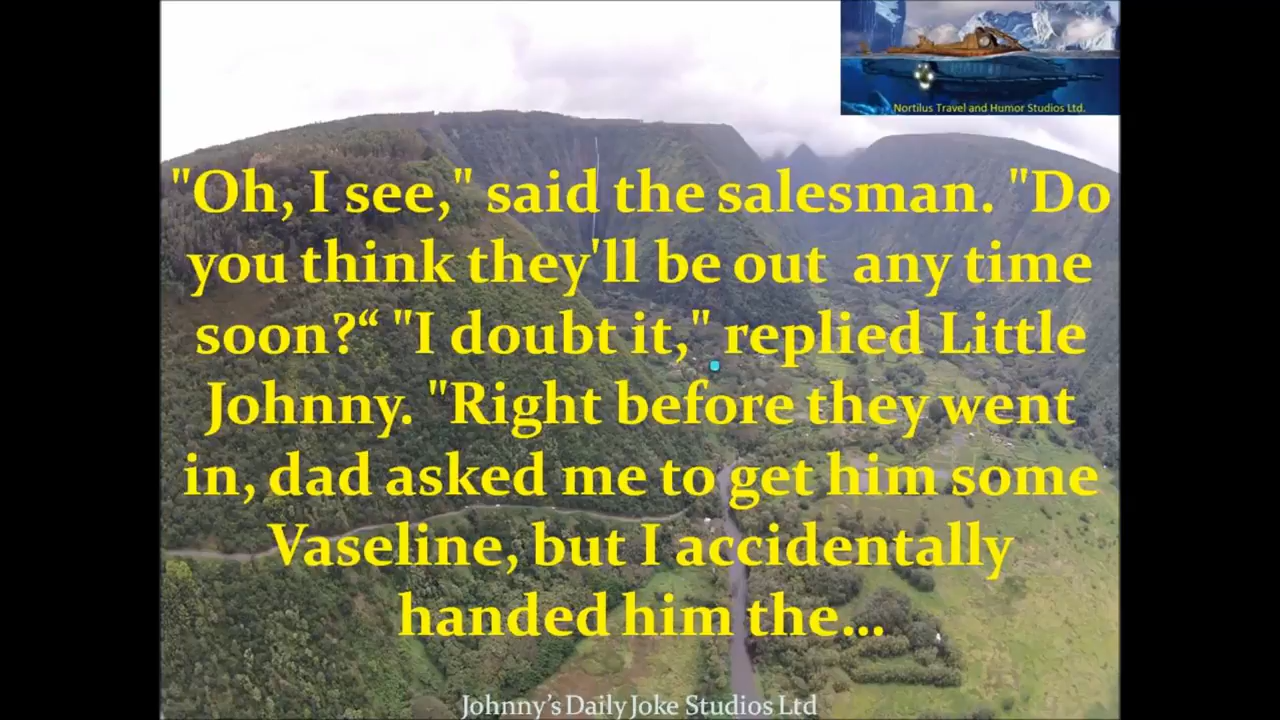 Nortilus Travel and Humor Studios Ltd.
"Oh, I see," said the salesman. "Do
you think they'll be out  any time
soon?“ "I doubt it," replied Little
Johnny. "Right before they went
in, dad asked me to get him some
Vaseline, but I accidentally
handed him the...
Johnny’s Daily Joke Studios Ltd